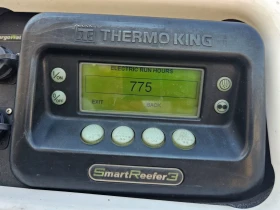 THERMO KING
ELECTRIC RUN HOURS
775
EXIT BACK
SmartReefer3